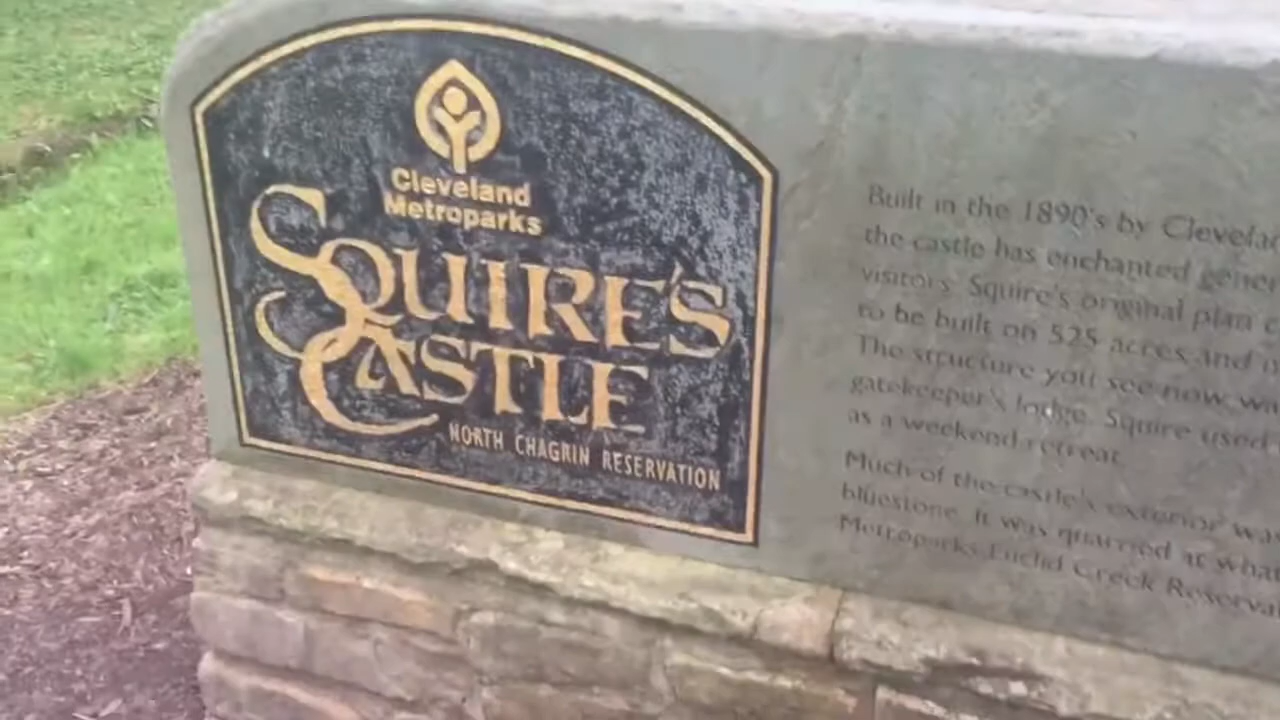 Cleveland
Metroparks
SQUIRE'S
CASTLE
NORTH CHAGRIN RESERVATION
Built in the 1890's by
the castle has enchanted
visitors. Squire's original plan
to be built on 525 acres and
The structure you see now
gatekeeper's lodge. Squire used
as a weekend retreat.
Much of the castle's exterior was
bluestone. It was quarried at what
Metroparks Euclid Creek